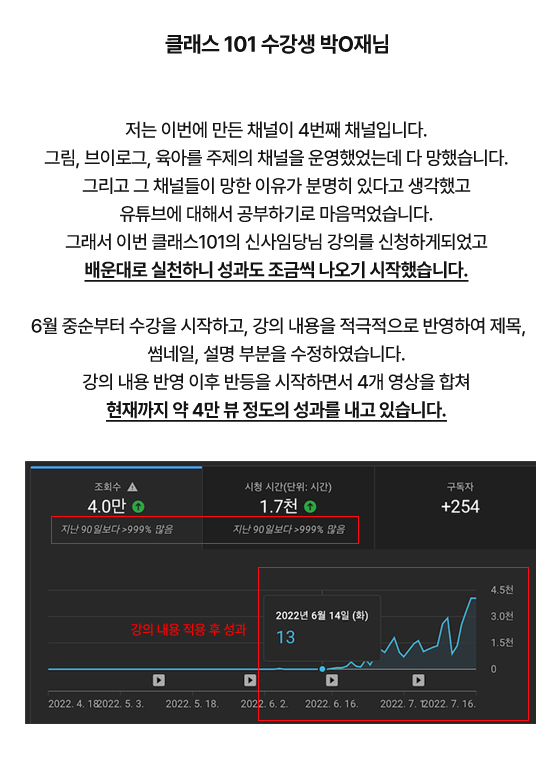 클래스 101 수강생 박O재님
저는 이번에 만든 채널이 4번째 채널입니다.
그림, 브이로그, 육아를 주제의 채널을 운영했었는데 다 망했습니다.
그리고 그 채널들이 망한 이유가 분명히 있다고 생각했고
유튜브에 대해서 공부하기로 마음먹었습니다.
그래서 이번 클래스101의 신사임당님 강의를 신청하게되었고
배운대로 실천하니 성과도 조금씩 나오기 시작했습니다.
6월 중순부터 수강을 시작하고, 강의 내용을 적극적으로 반영하여 제목,
썸네일, 설명 부분을 수정하였습니다.
강의 내용 반영 이후 반등을 시작하면서 4개 영상을 합쳐
현재까지 약 4만 뷰 정도의 성과를 내고 있습니다.
조회수 시청 시간(단위: 시간) 구독자
4.0만 1.7천 +254
지난 90일보다 >999% 많음 지난 90일보다 >999% 많음
4.5천
2022년 6월 14일 (화) 3.0천
강의 내용 적용 후 성과 13 1.5천
0
2022. 4. 18 2022. 5. 3. 2022. 5. 18. 2022. 6. 2. 2022. 6. 16. 2022. 7. 1 2022. 7. 16.